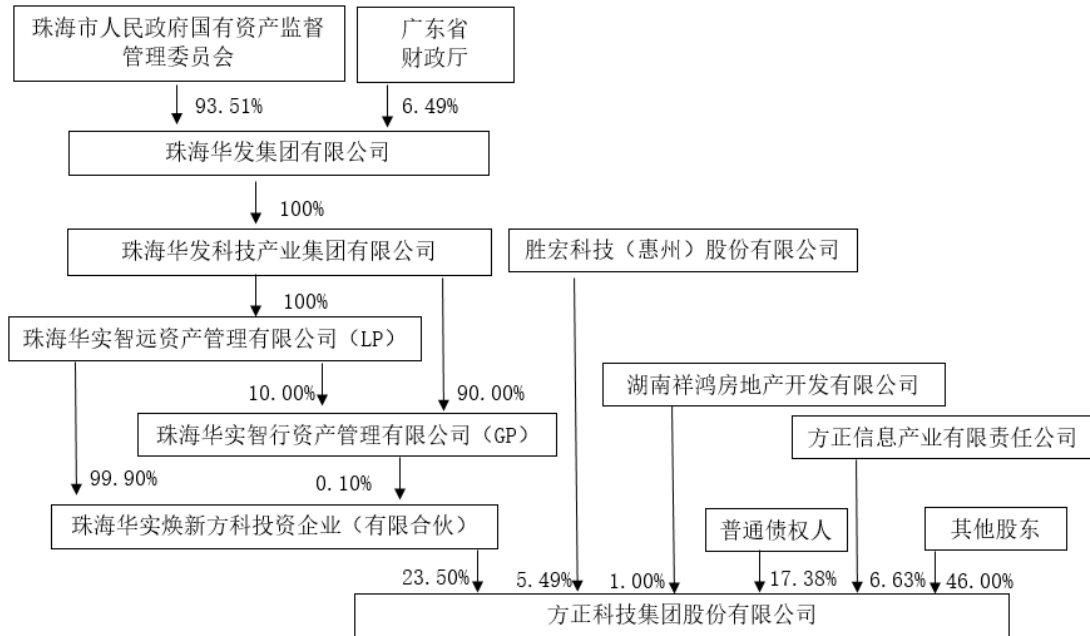 珠海市人民政府国有资产监督
管理委员会
广东省
财政厅
93.51%
6.49%
珠海华发集团有限公司
100%
珠海华发科技产业集团有限公司
胜宏科技（惠州）股份有限公司
100%
珠海华实智远资产管理有限公司（LP）
湖南祥鸿房地产开发有限公司
10.00%
90.00%
珠海华实智行资产管理有限公司（GP）
方正信息产业有限责任公司
99.90%
0.10%
珠海华实焕新方科投资企业（有限合伙）
普通债权人
其他股东
23.50%
5.49%
1.00%
17.38%
6.63%
46.00%
方正科技集团股份有限公司